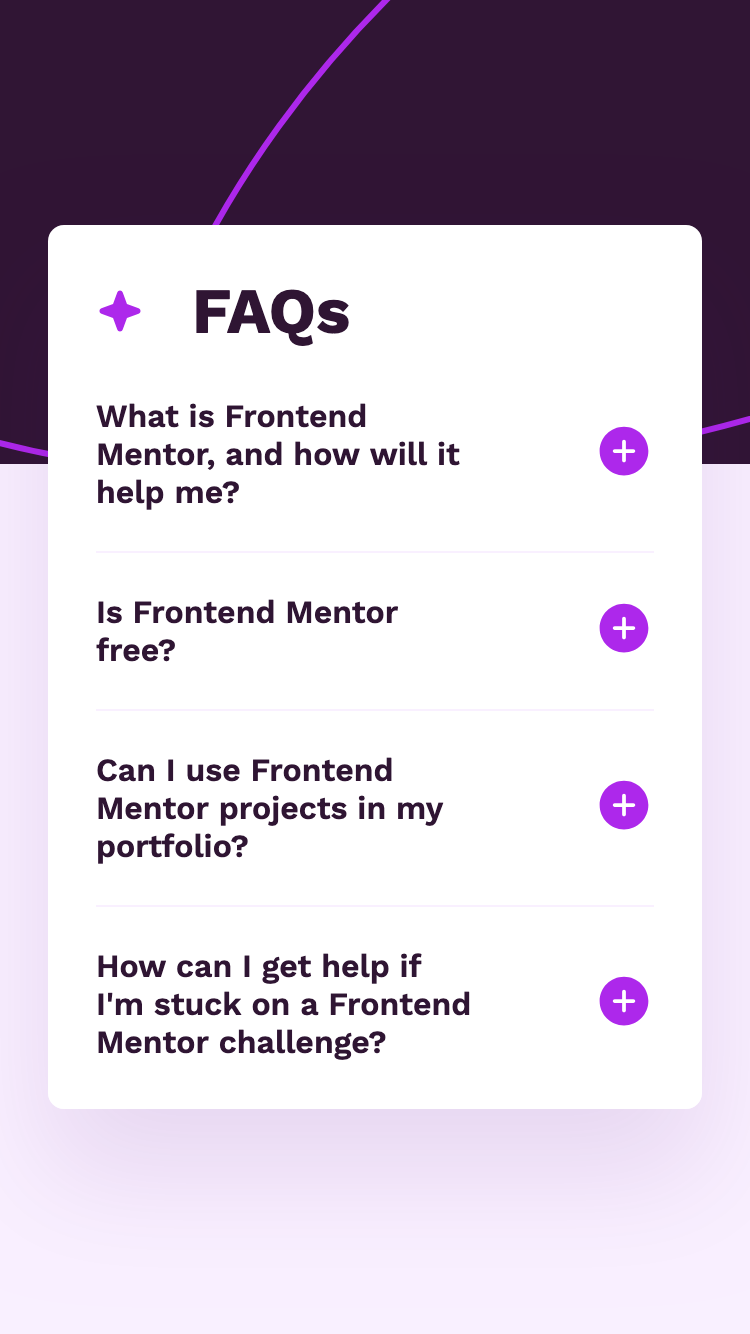 FAQs
What is Frontend
Mentor, and how will it
help me?
Is Frontend Mentor
free?
Can I use Frontend
Mentor projects in my
portfolio?
How can I get help if
I'm stuck on a Frontend
Mentor challenge?